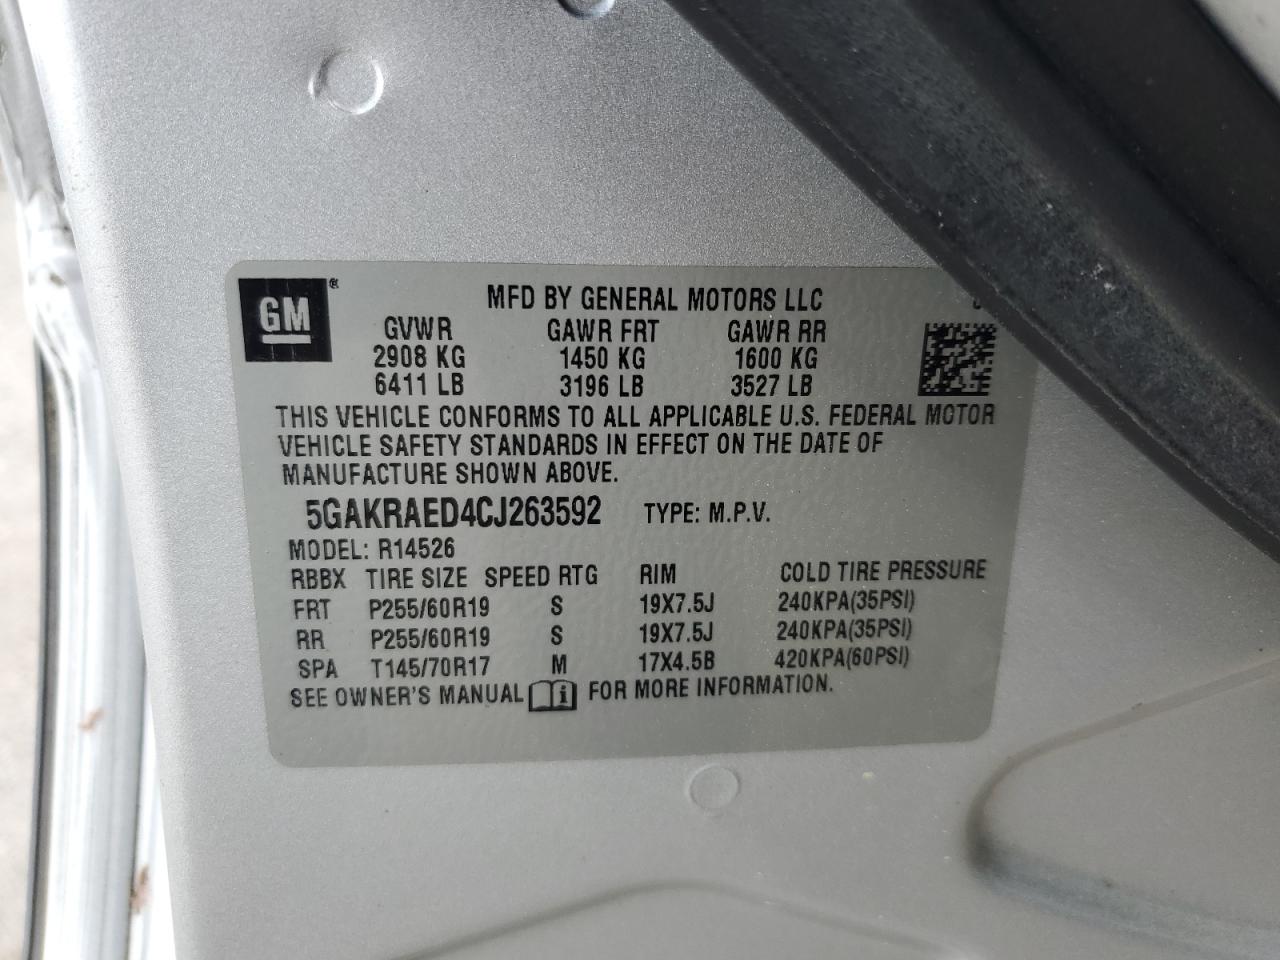 GM®
MFD BY GENERAL MOTORS LLC
GVWR GAWR FRT GAWR RR
2908 KG 1450 KG 1600 KG
6411 LB 3196 LB 3527 LB
THIS VEHICLE CONFORMS TO ALL APPLICABLE U.S. FEDERAL MOTOR
VEHICLE SAFETY STANDARDS IN EFFECT ON THE DATE OF
MANUFACTURE SHOWN ABOVE.
5GAKRAED4CJ263592 TYPE: M.P.V.
MODEL: R14526
RBBX TIRE SIZE SPEED RTG RIM COLD TIRE PRESSURE
FRT P255/60R19 S 19X7.5J 240KPA(35PSI)
RR P255/60R19 S 19X7.5J 240KPA(35PSI)
SPA T145/70R17 M 17X4.5B 420KPA(60PSI)
SEE OWNER'S MANUAL i FOR MORE INFORMATION.